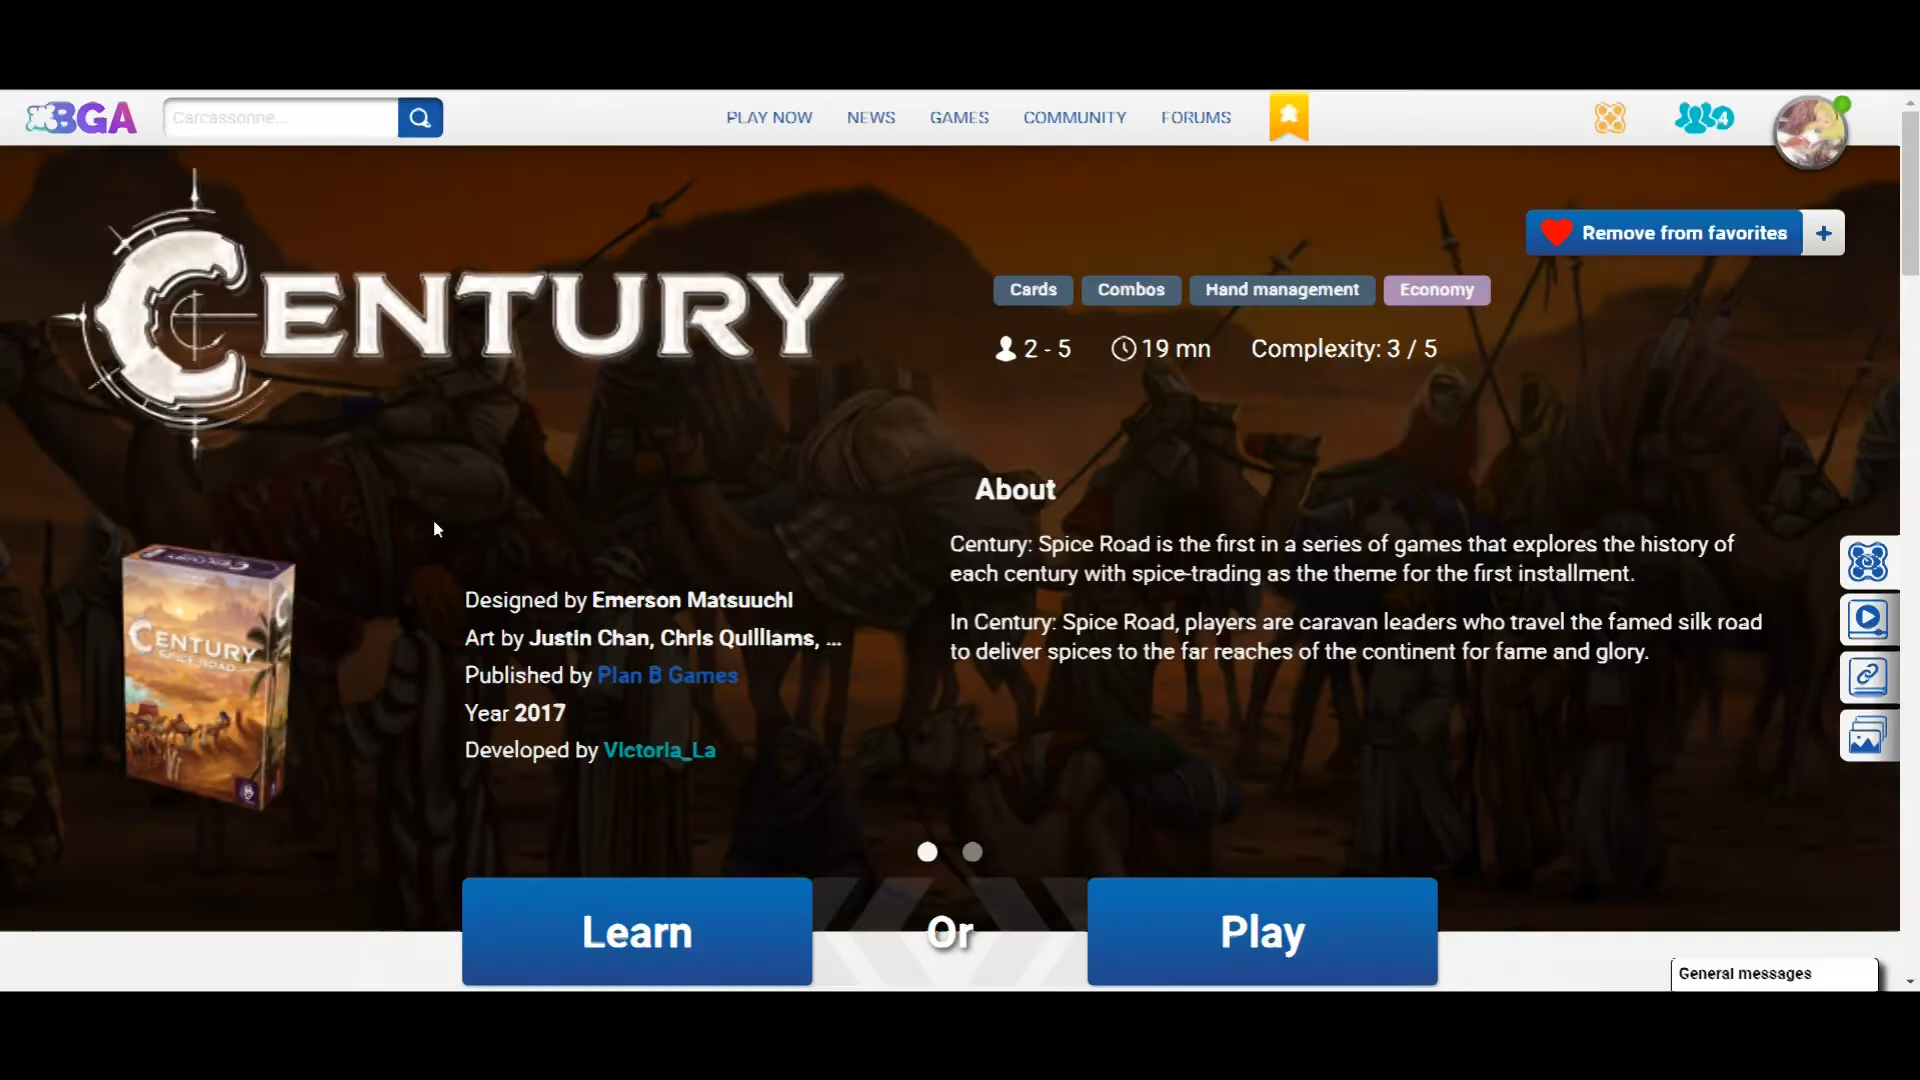 BGA
Carcassonne...
PLAY NOW
NEWS
GAMES
COMMUNITY
FORUMS
4
Remove from favorites
+
CENTURY
Cards
Combos
Hand management
Economy
2 - 5
19 mn
Complexity: 3 / 5
About
Century: Spice Road is the first in a series of games that explores the history of
each century with spice-trading as the theme for the first installment.
In Century: Spice Road, players are caravan leaders who travel the famed silk road
to deliver spices to the far reaches of the continent for fame and glory.
CENTURY
SPICE ROAD
Designed by Emerson Matsuuchi
Art by Justin Chan, Chris Quilliams, ...
Published by Plan B Games
Year 2017
Developed by Victoria_La
Learn
Or
Play
General messages